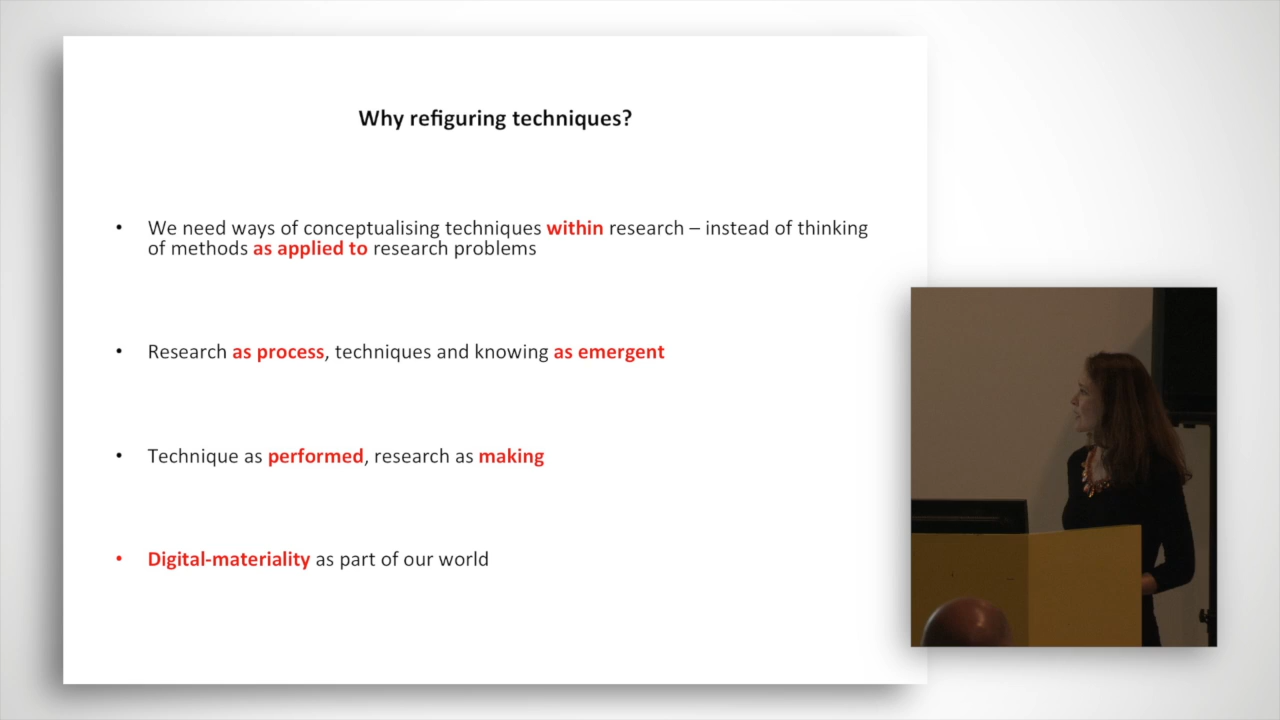 Why refiguring techniques?
• We need ways of conceptualising techniques within research – instead of thinking
of methods as applied to research problems
• Research as process, techniques and knowing as emergent
• Technique as performed, research as making
• Digital-materiality as part of our world